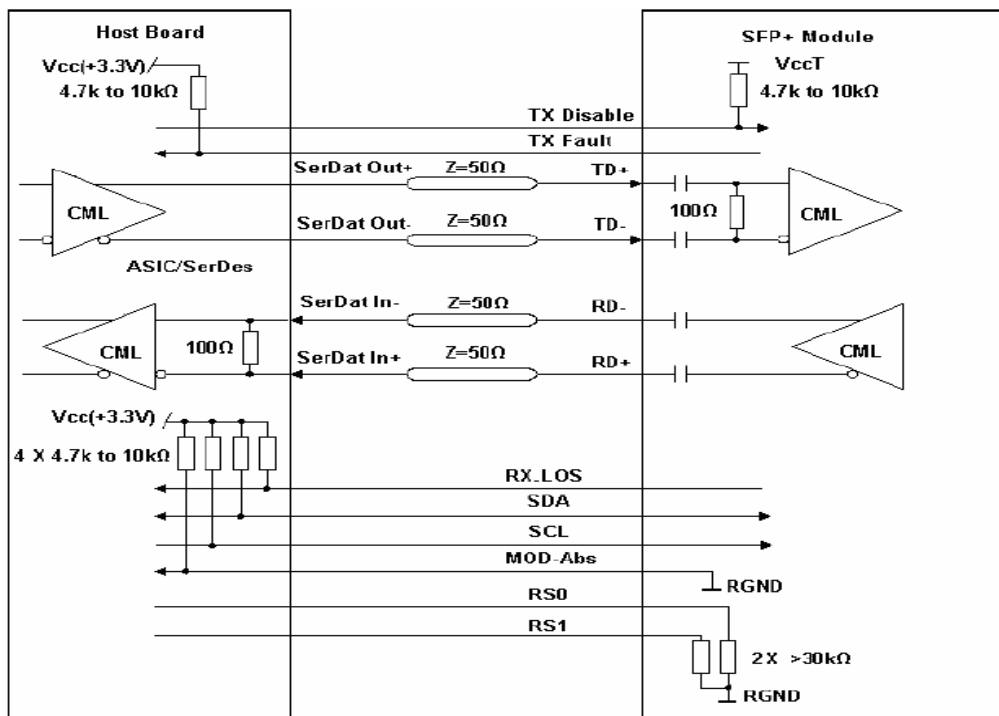 Host Board
SFP+ Module
Vcc(+3.3V)
4.7k to 10kΩ
VccT
4.7k to 10kΩ
TX Disable
TX Fault
SerDat Out+
Z=50Ω
TD+
CML
100Ω
CML
SerDat Out-
Z=50Ω
TD-
ASIC/SerDes
SerDat In-
Z=50Ω
RD-
CML
100Ω
CML
SerDat In+
Z=50Ω
RD+
Vcc(+3.3V)
4 X 4.7k to 10kΩ
RX_LOS
SDA
SCL
MOD-Abs
RGND
RS0
RS1
2X >30kΩ
RGND